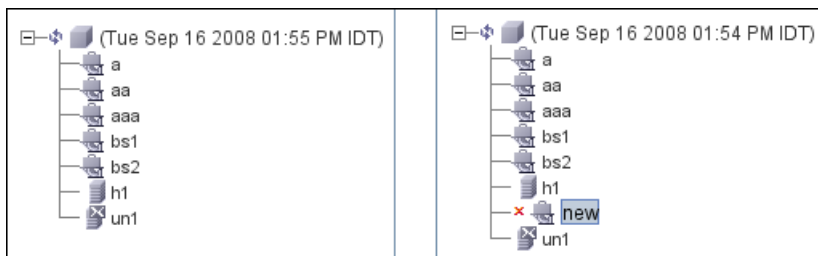 (Tue Sep 16 2008 01:55 PM IDT)
a
aa
aaa
bs1
bs2
h1
un1
(Tue Sep 16 2008 01:54 PM IDT)
a
aa
aaa
bs1
bs2
h1
new
un1